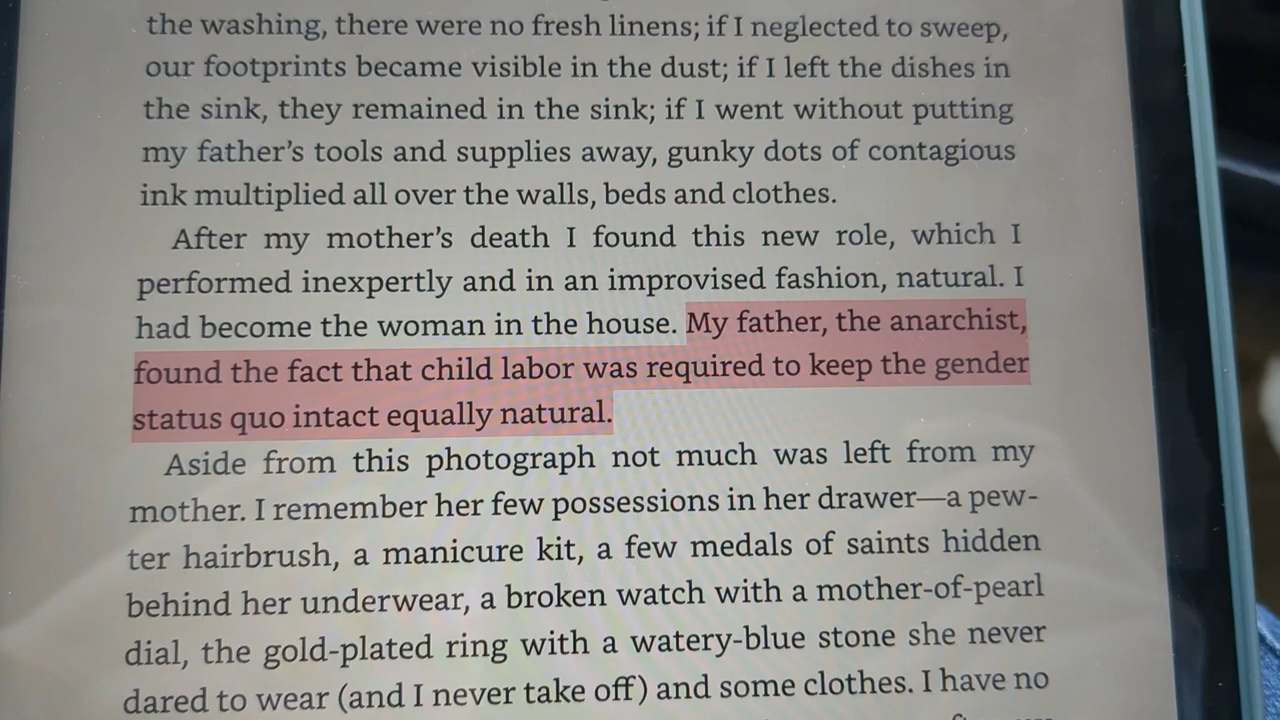 the washing, there were no fresh linens; if I neglected to sweep,
our footprints became visible in the dust; if I left the dishes in
the sink, they remained in the sink; if I went without putting
my father’s tools and supplies away, gunky dots of contagious
ink multiplied all over the walls, beds and clothes.
After my mother’s death I found this new role, which I
performed inexpertly and in an improvised fashion, natural. I
had become the woman in the house. My father, the anarchist,
found the fact that child labor was required to keep the gender
status quo intact equally natural.
Aside from this photograph not much was left from my
mother. I remember her few possessions in her drawer—a pew-
ter hairbrush, a manicure kit, a few medals of saints hidden
behind her underwear, a broken watch with a mother-of-pearl
dial, the gold-plated ring with a watery-blue stone she never
dared to wear (and I never take off) and some clothes. I have no